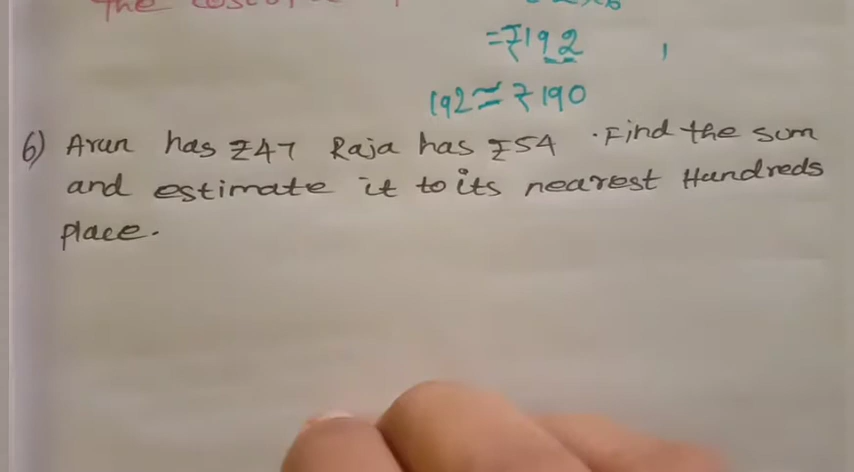 The
=₹192
192≃₹190
6) Arun has ₹47 Raja has ₹54 . Find the sum
and estimate it to its nearest Hundreds
place.